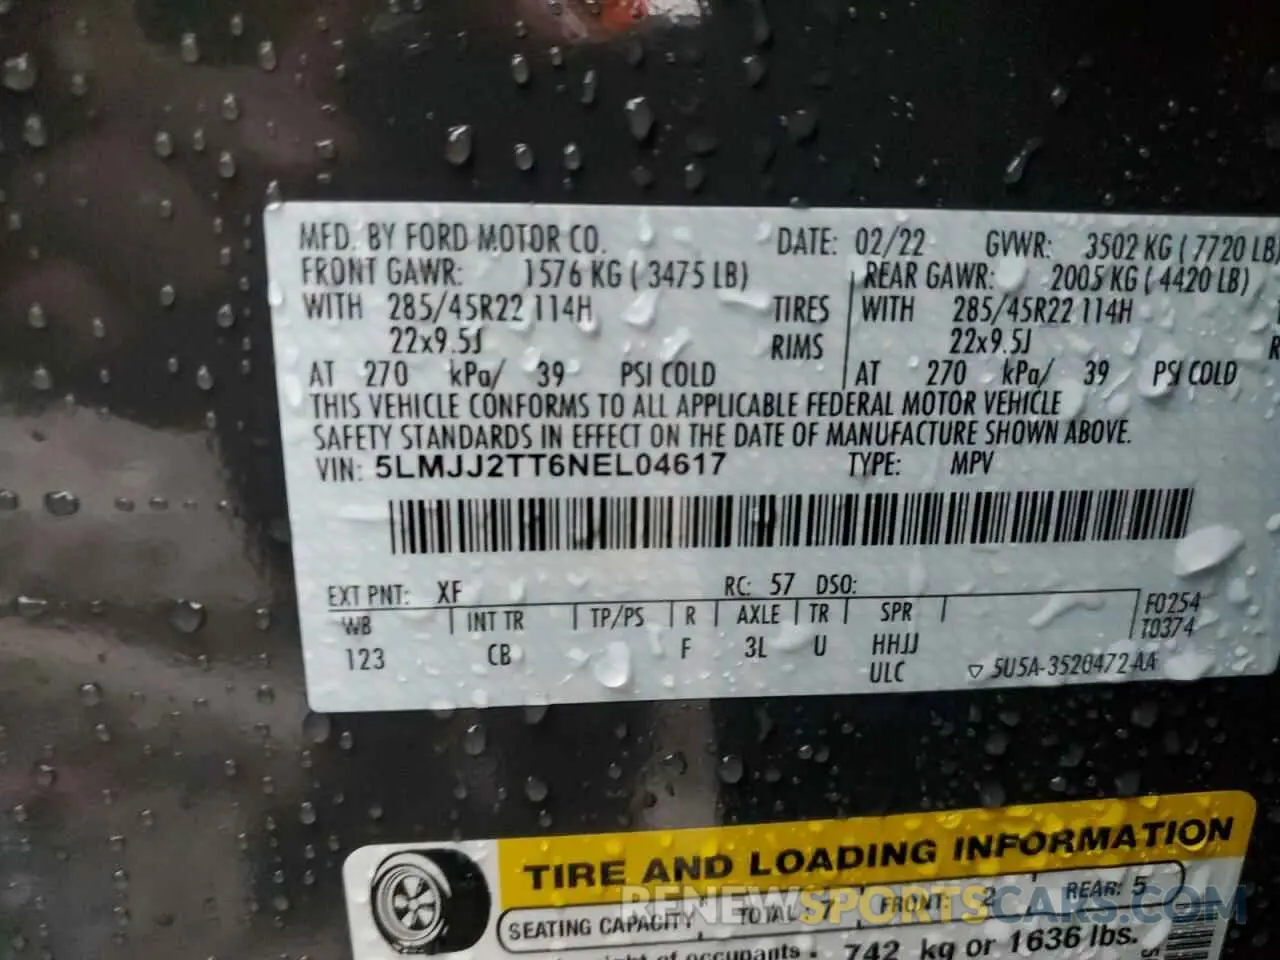 MFD. BY FORD MOTOR CO. DATE: 02/22 GVWR: 3502 KG ( 7720 LB)
FRONT GAWR: 1576 KG ( 3475 LB) REAR GAWR: 2005 KG ( 4420 LB)
WITH 285/45R22 114H TIRES WITH 285/45R22 114H
22x9.5J RIMS 22x9.5J
AT 270 kPa/ 39 PSI COLD AT 270 kPa/ 39 PSI COLD
THIS VEHICLE CONFORMS TO ALL APPLICABLE FEDERAL MOTOR VEHICLE
SAFETY STANDARDS IN EFFECT ON THE DATE OF MANUFACTURE SHOWN ABOVE.
VIN: 5LMJJ2TT6NEL04617 TYPE: MPV
EXT PNT: XF RC: 57 DSO:
WB INT TR TP/PS R AXLE TR SPR F0254
T0374
123 CB F 3L U HHJJ
ULC ▽ 5U5A-3520472-AA
TIRE AND LOADING INFORMATION
SEATING CAPACITY TOTAL 7 FRONT: 2 REAR: 5
of occupants 742 kg or 1636 lbs.
RENEWSPORTSCARS.COM